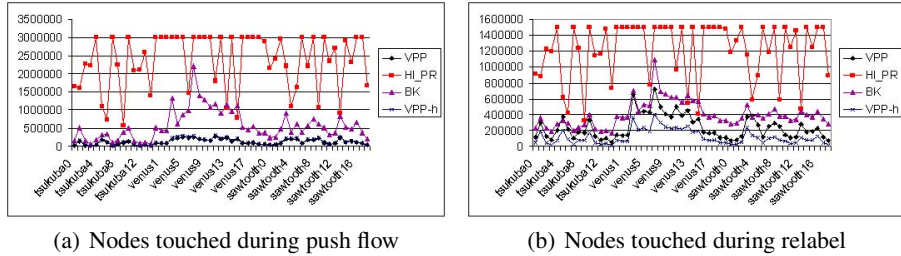 3500000
3000000
2500000
2000000
1500000
1000000
500000
0
tsukuba0
tsukuba4
tsukuba8
tsukuba12
venus1
venus5
venus9
venus13
venus17
sawtooth0
sawtooth4
sawtooth8
sawtooth12
sawtooth16
VPP
HI_PR
BK
VPP-h
1600000
1400000
1200000
1000000
800000
600000
400000
200000
0
tsukuba0
tsukuba4
tsukuba8
tsukuba12
venus1
venus5
venus9
venus13
venus17
sawtooth0
sawtooth4
sawtooth8
sawtooth12
sawtooth16
VPP
HI_PR
BK
VPP-h
(a) Nodes touched during push flow
(b) Nodes touched during relabel